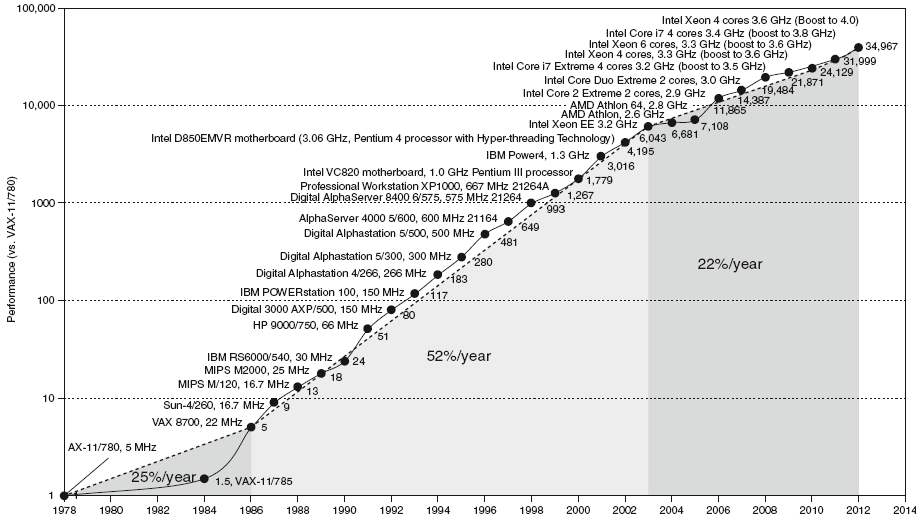 100,000
10,000
1000
100
10
1
Performance (vs. VAX-11/780)
Intel Xeon 4 cores 3.6 GHz (Boost to 4.0)
Intel Core i7 4 cores 3.4 GHz (boost to 3.8 GHz)
Intel Xeon 6 cores, 3.3 GHz (boost to 3.6 GHz)
Intel Xeon 4 cores, 3.3 GHz (boost to 3.6 GHz)
Intel Core i7 Extreme 4 cores 3.2 GHz (boost to 3.5 GHz)
Intel Core Duo Extreme 2 cores, 3.0 GHz
Intel Core 2 Extreme 2 cores, 2.9 GHz
AMD Athlon 64, 2.8 GHz
AMD Athlon, 2.6 GHz
Intel Xeon EE 3.2 GHz
Intel D850EMVR motherboard (3.06 GHz, Pentium 4 processor with Hyper-threading Technology)
IBM Power4, 1.3 GHz
Intel VC820 motherboard, 1.0 GHz Pentium III processor
Professional Workstation XP1000, 667 MHz 21264A
Digital AlphaServer 8400 6/575, 575 MHz 21264
AlphaServer 4000 5/600, 600 MHz 21164
Digital Alphastation 5/500, 500 MHz
Digital Alphastation 5/300, 300 MHz
Digital Alphastation 4/266, 266 MHz
IBM POWERstation 100, 150 MHz
Digital 3000 AXP/500, 150 MHz
HP 9000/750, 66 MHz
IBM RS6000/540, 30 MHz
MIPS M2000, 25 MHz
MIPS M/120, 16.7 MHz
Sun-4/260, 16.7 MHz
VAX 8700, 22 MHz
AX-11/780, 5 MHz
34,967
31,999
24,129
21,871
19,484
14,387
11,865
7,108
6,681
6,043
4,195
3,016
1,779
1,267
993
649
481
280
183
117
80
51
24
18
13
9
5
1.5, VAX-11/785
25%/year
52%/year
22%/year
1978 1980 1982 1984 1986 1988 1990 1992 1994 1996 1998 2000 2002 2004 2006 2008 2010 2012 2014